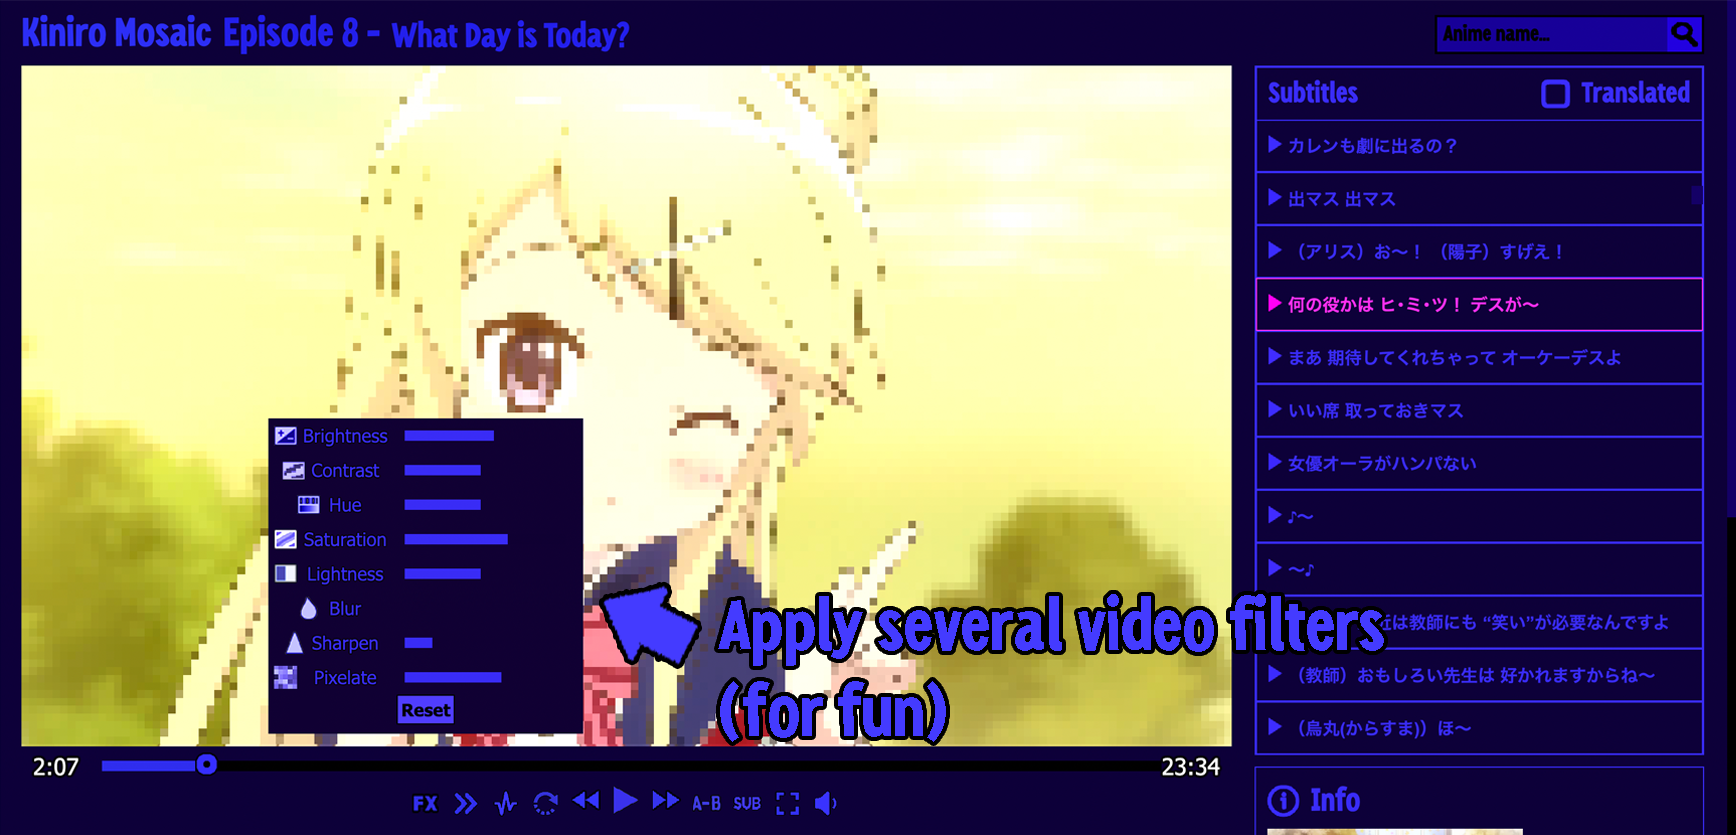 Kiniro Mosaic Episode 8 - What Day is Today?
Anime name...
Subtitles
Translated
カレンも劇に出るの？
出マス 出マス
（アリス）お～！ （陽子）すげえ！
何の役かは ヒ･ミ･ツ！ デスが～
まあ 期待してくれちゃって オーケーデスよ
いい席 取っておきマス
女優オーラがハンパない
♪～
～♪
は教師にも “笑い”が必要なんですよ
（教師）おもしろい先生は 好かれますからね～
（烏丸(からすま)）ほ～
Brightness
Contrast
Hue
Saturation
Lightness
Blur
Sharpen
Pixelate
Reset
Apply several video filters
(for fun)
2:07
23:34
FX
A-B
SUB
Info